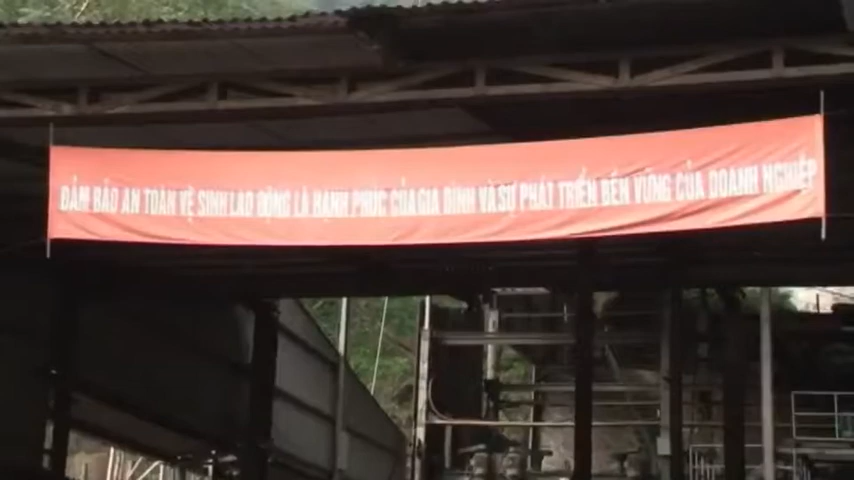 ĐẢM BẢO AN TOÀN VỆ SINH LAO ĐỘNG LÀ HẠNH PHÚC CỦA GIA ĐÌNH VÀ SỰ PHÁT TRIỂN BỀN VỮNG CỦA DOANH NGHIỆP